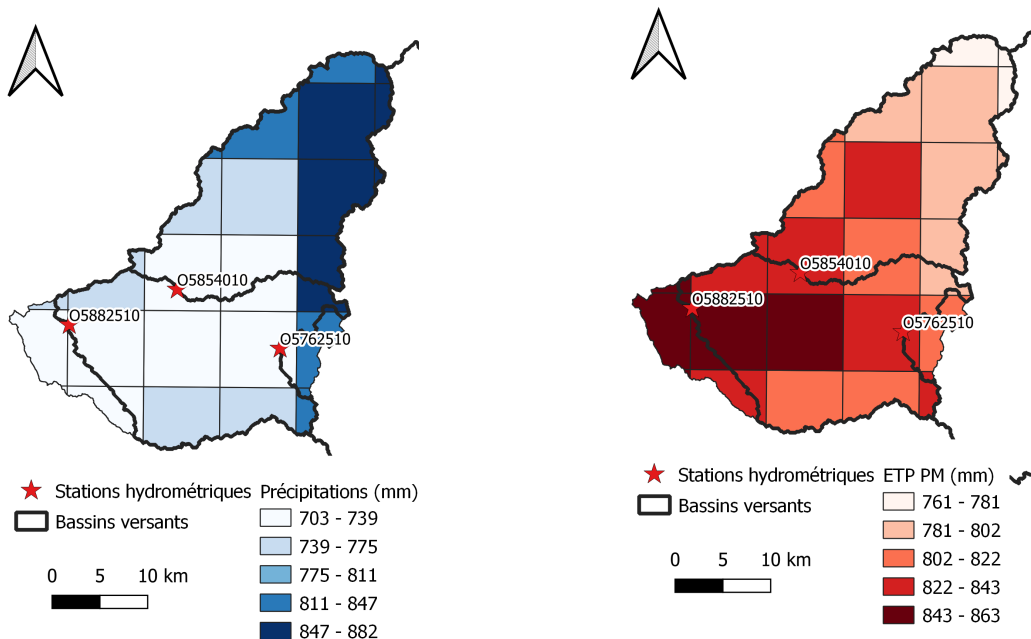 O5854010
O5882510
O5762510
Stations hydrométriques
Bassins versants
0 5 10 km
Précipitations (mm)
703 - 739
739 - 775
775 - 811
811 - 847
847 - 882
O5854010
O5882510
O5762510
Stations hydrométriques
Bassins versants
0 5 10 km
ETP PM (mm)
761 - 781
781 - 802
802 - 822
822 - 843
843 - 863